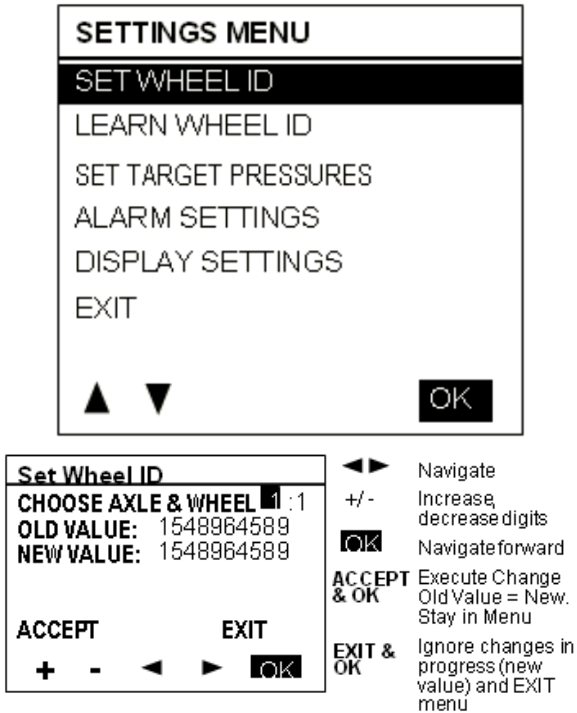 SETTINGS MENU
SET WHEEL ID
LEARN WHEEL ID
SET TARGET PRESSURES
ALARM SETTINGS
DISPLAY SETTINGS
EXIT
▲ ▼ OK
Set Wheel ID
CHOOSE AXLE & WHEEL 1 :1
OLD VALUE: 1548964589
NEW VALUE: 1548964589
ACCEPT EXIT
+ - ◄ ► OK
◄► Navigate
+/- Increase,
decrease digits
OK Navigate forward
ACCEPT Execute Change
& OK Old Value = New.
Stay in Menu
EXIT & Ignore changes in
OK progress (new
value) and EXIT
menu